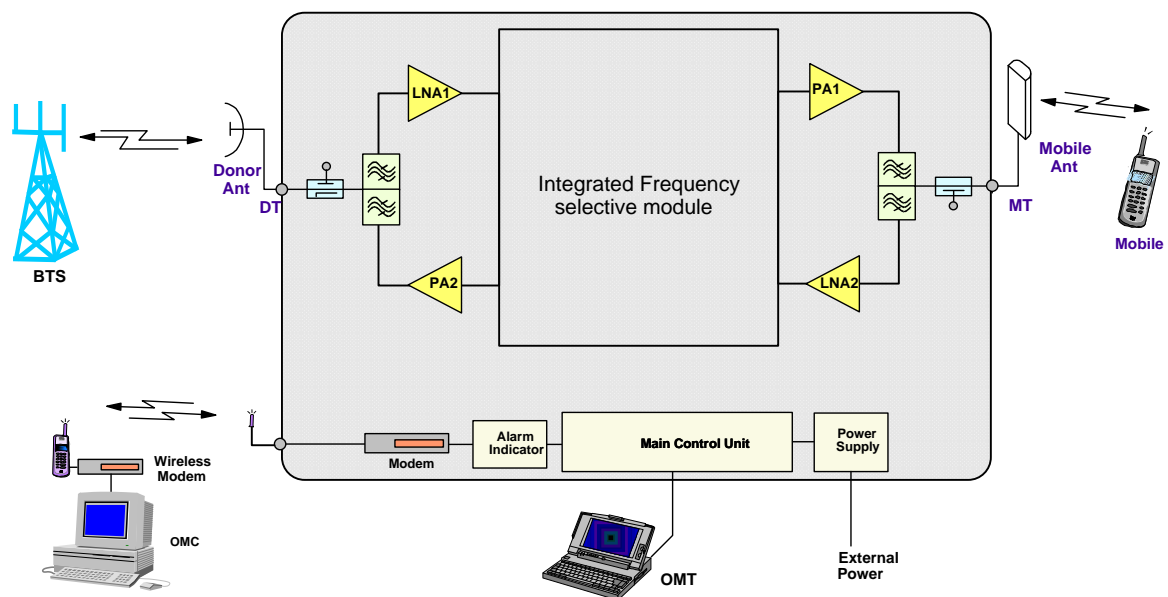 LNA1
PA1
Donor
Ant
DT
Integrated Frequency
selective module
Mobile
Ant
MT
Mobile
BTS
PA2
LNA2
Wireless
Modem
OMC
Modem
Alarm
Indicator
Main Control Unit
Power
Supply
OMT
External
Power